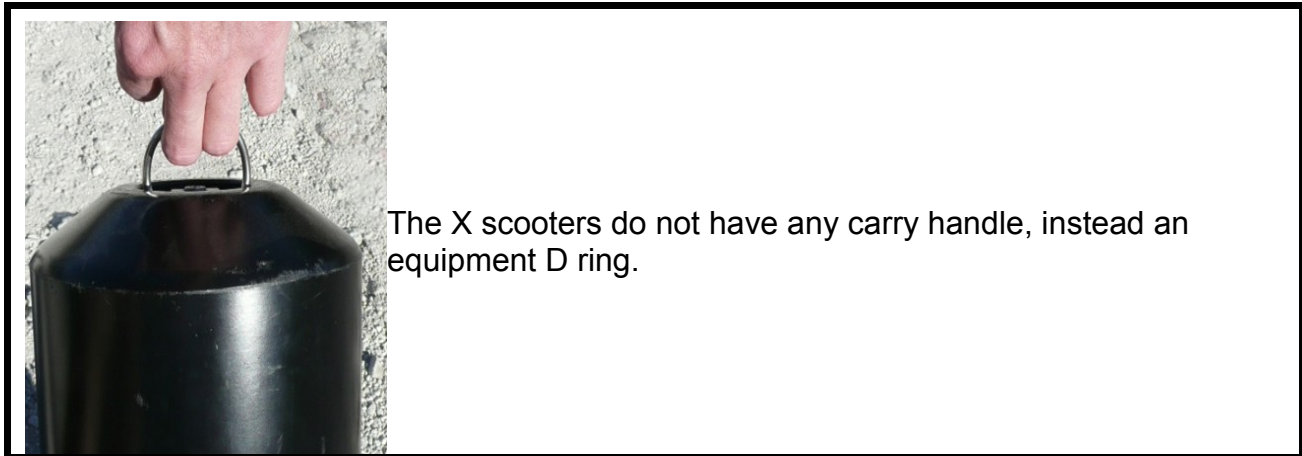 The X scooters do not have any carry handle, instead an
equipment D ring.